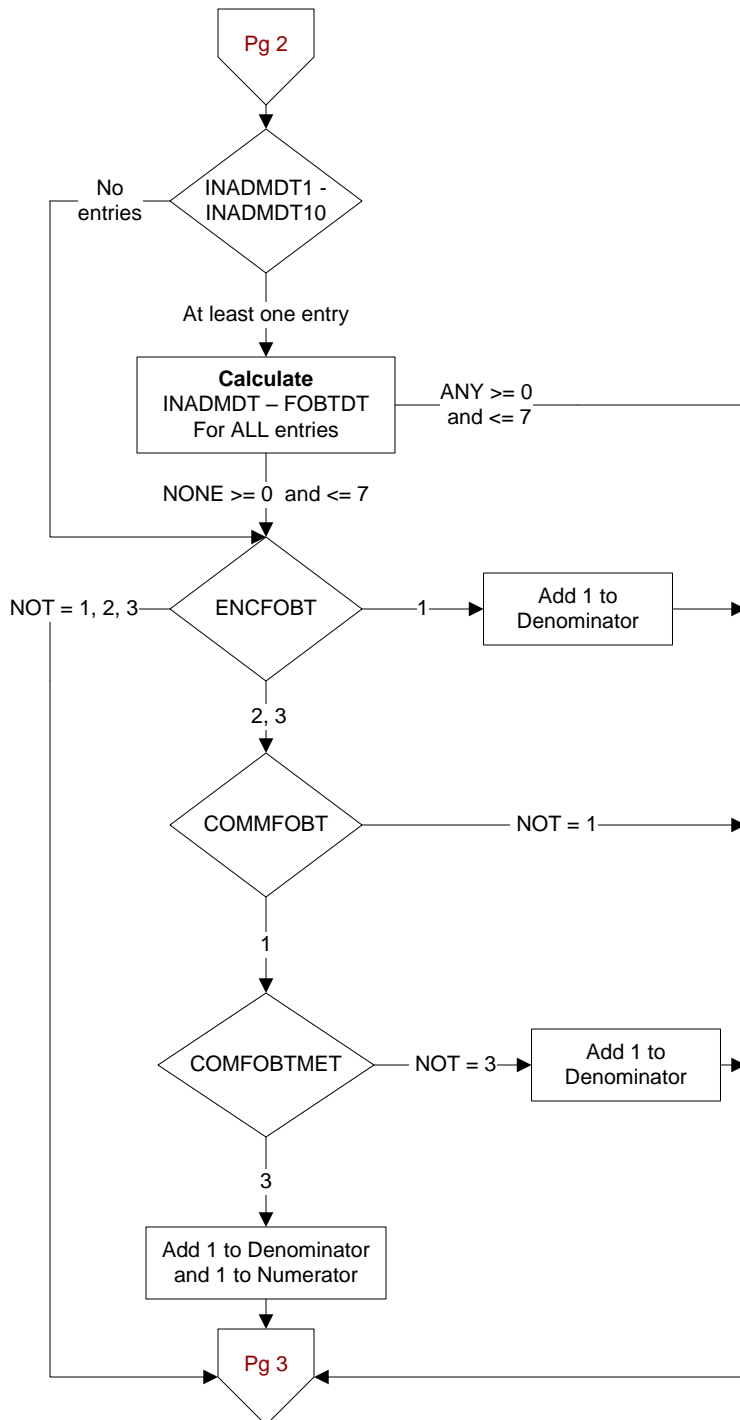 Pg 2
INADMDT1 -
INADMDT10
No
entries
At least one entry
Calculate
INADMDT – FOBTDT
For ALL entries
ANY >= 0
and <= 7
NONE >= 0 and <= 7
NOT = 1, 2, 3
ENCFOBT
1
Add 1 to
Denominator
2, 3
COMMFOBT
NOT = 1
1
COMFOBTMET
NOT = 3
Add 1 to
Denominator
3
Add 1 to Denominator
and 1 to Numerator
Pg 3